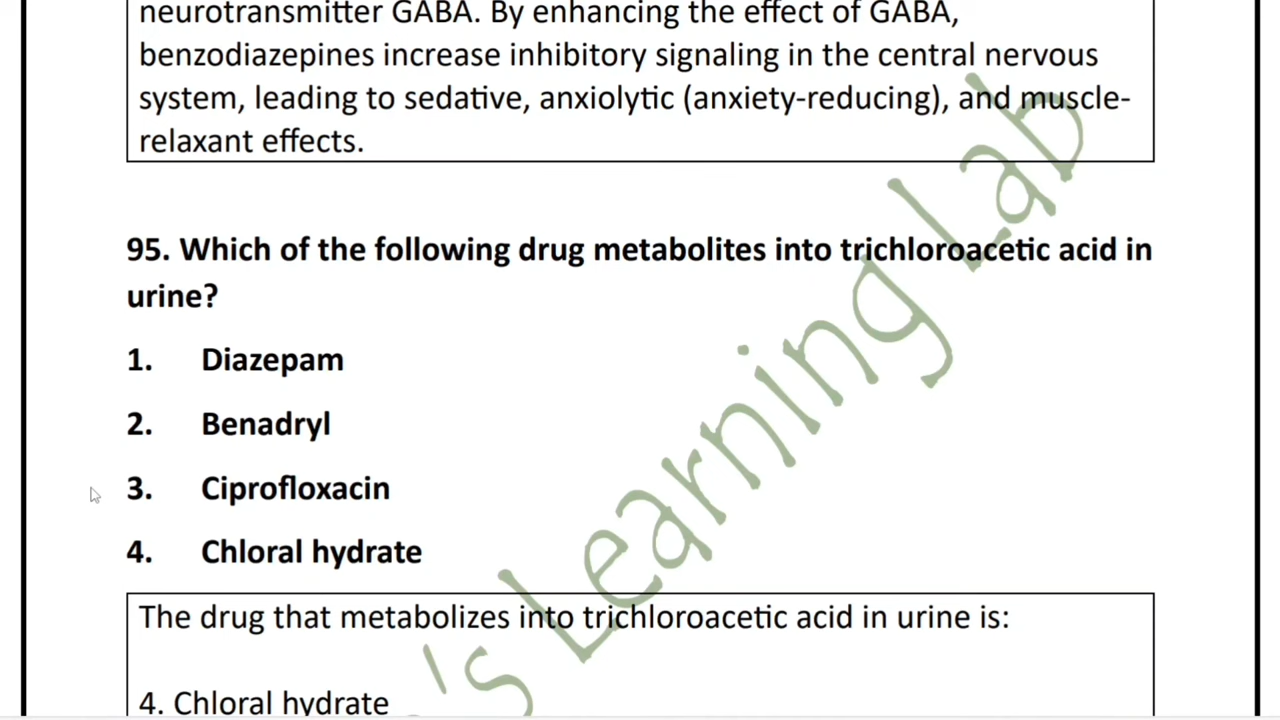 neurotransmitter GABA. By enhancing the effect of GABA,
benzodiazepines increase inhibitory signaling in the central nervous
system, leading to sedative, anxiolytic (anxiety-reducing), and muscle-
relaxant effects.
95. Which of the following drug metabolites into trichloroacetic acid in
urine?
1. Diazepam
2. Benadryl
3. Ciprofloxacin
4. Chloral hydrate
The drug that metabolizes into trichloroacetic acid in urine is:
4. Chloral hydrate
's Learning Lab